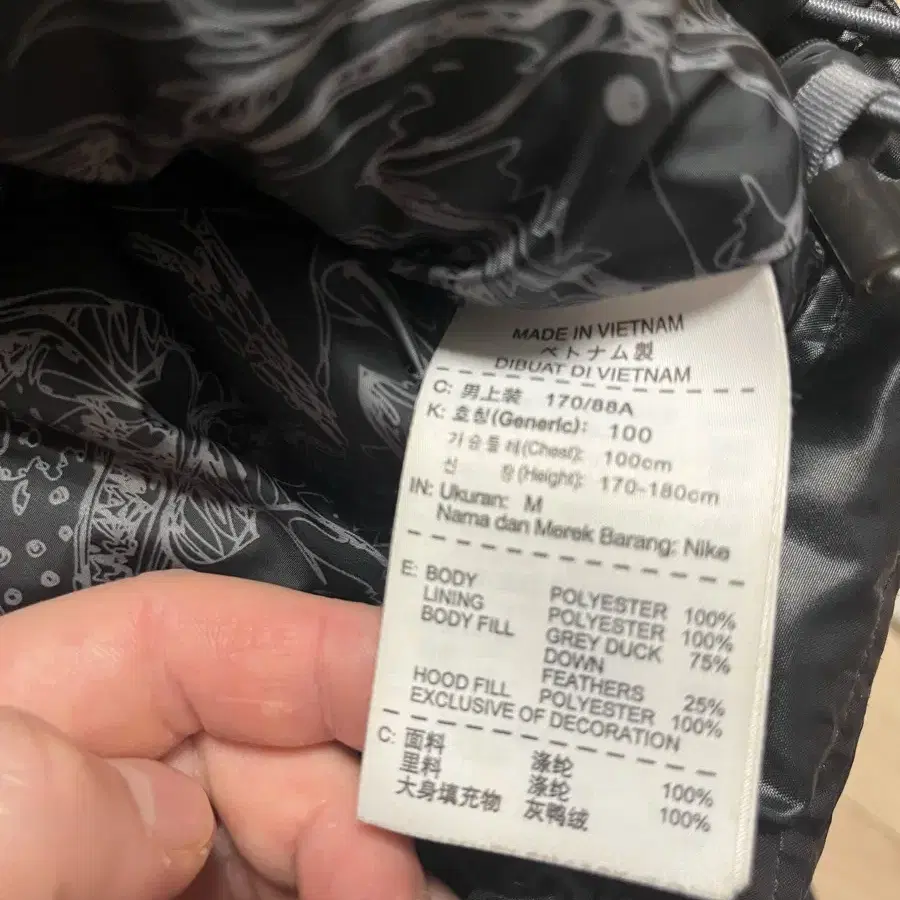 MADE IN VIETNAM
ベトナム製
DIBUAT DI VIETNAM
C: 男上装 170/88A
K: 호칭(Generic): 100
가슴둘레(Chest): 100cm
신 장(Height): 170-180cm
IN: Ukuran: M
Nama dan Merek Barang: Nike
E: BODY POLYESTER 100%
LINING POLYESTER 100%
BODY FILL GREY DUCK 75%
DOWN
FEATHERS 25%
HOOD FILL POLYESTER 100%
EXCLUSIVE OF DECORATION
C: 面料 涤纶 100%
里料 涤纶 100%
大身填充物 灰鸭绒